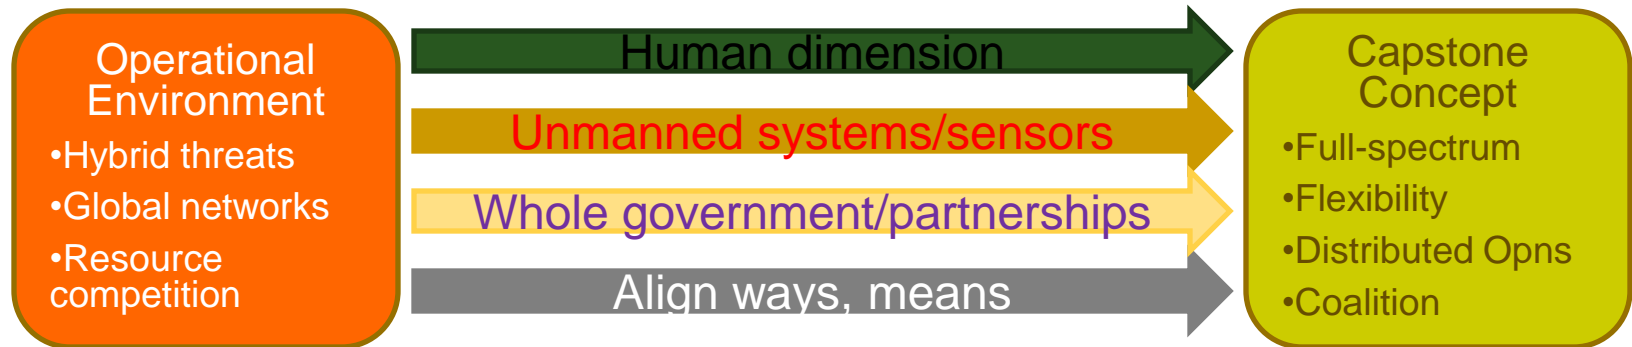 Operational
Environment
•Hybrid threats
•Global networks
•Resource
competition
Human dimension
Unmanned systems/sensors
Whole government/partnerships
Align ways, means
Capstone
Concept
•Full-spectrum
•Flexibility
•Distributed Opns
•Coalition